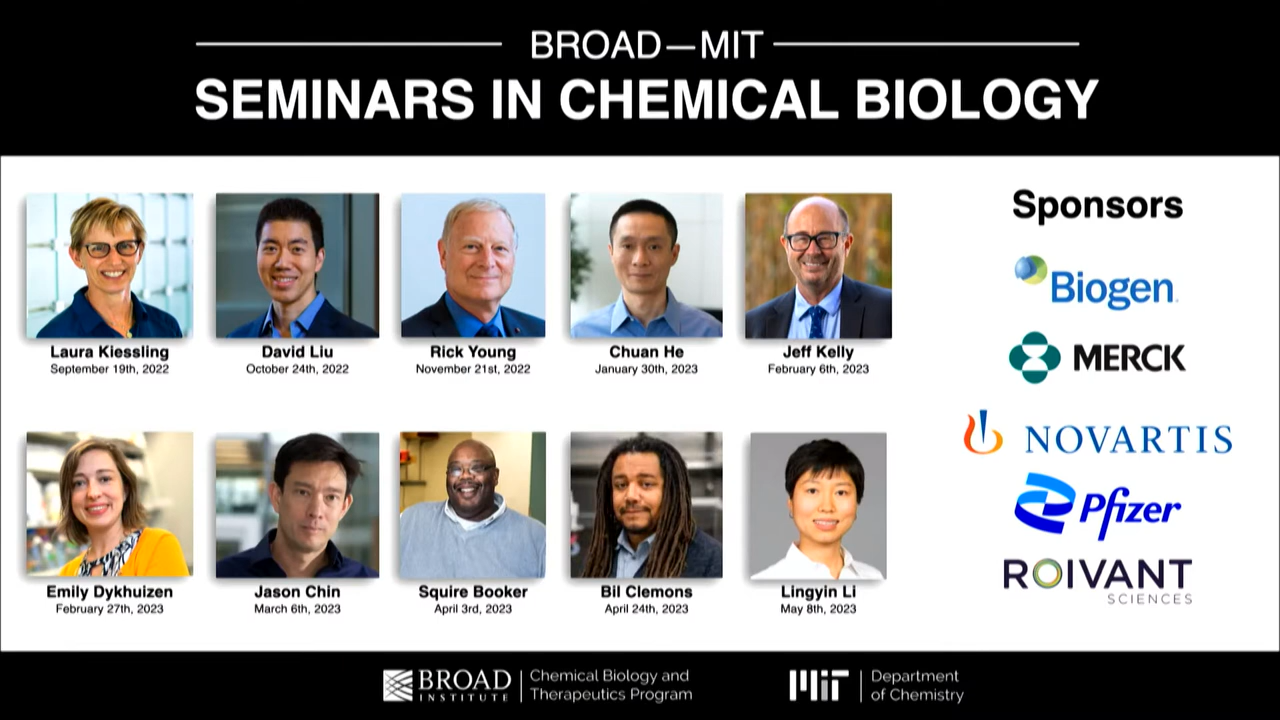 BROAD—MIT
SEMINARS IN CHEMICAL BIOLOGY
Laura Kiessling
September 19th, 2022
David Liu
October 24th, 2022
Rick Young
November 21st, 2022
Chuan He
January 30th, 2023
Jeff Kelly
February 6th, 2023
Emily Dykhuizen
February 27th, 2023
Jason Chin
March 6th, 2023
Squire Booker
April 3rd, 2023
Bil Clemons
April 24th, 2023
Lingyin Li
May 8th, 2023
Sponsors
Biogen
MERCK
NOVARTIS
Pfizer
ROIVANT
SCIENCES
BROAD
INSTITUTE
Chemical Biology and
Therapeutics Program
MIT
Department
of Chemistry